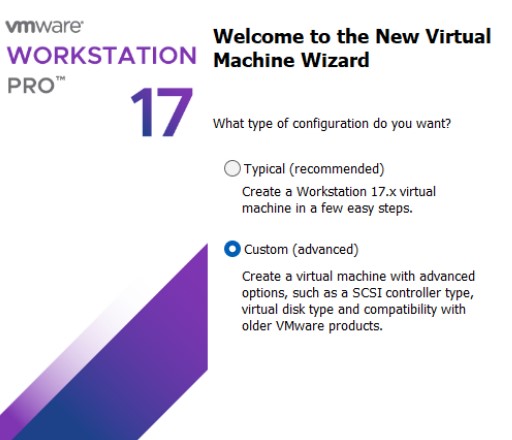 vmware®
WORKSTATION
PRO™
17
Welcome to the New Virtual
Machine Wizard
What type of configuration do you want?
Typical (recommended)
Create a Workstation 17.x virtual
machine in a few easy steps.
Custom (advanced)
Create a virtual machine with advanced
options, such as a SCSI controller type,
virtual disk type and compatibility with
older VMware products.